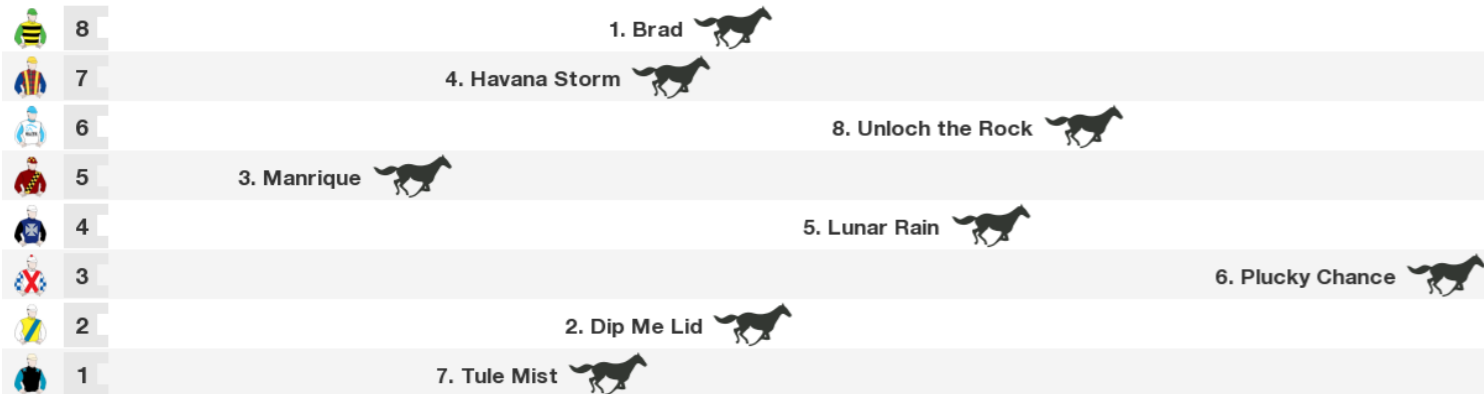 8 1. Brad
7 4. Havana Storm
6 8. Unloch the Rock
5 3. Manrique
4 5. Lunar Rain
3 6. Plucky Chance
2 2. Dip Me Lid
1 7. Tule Mist